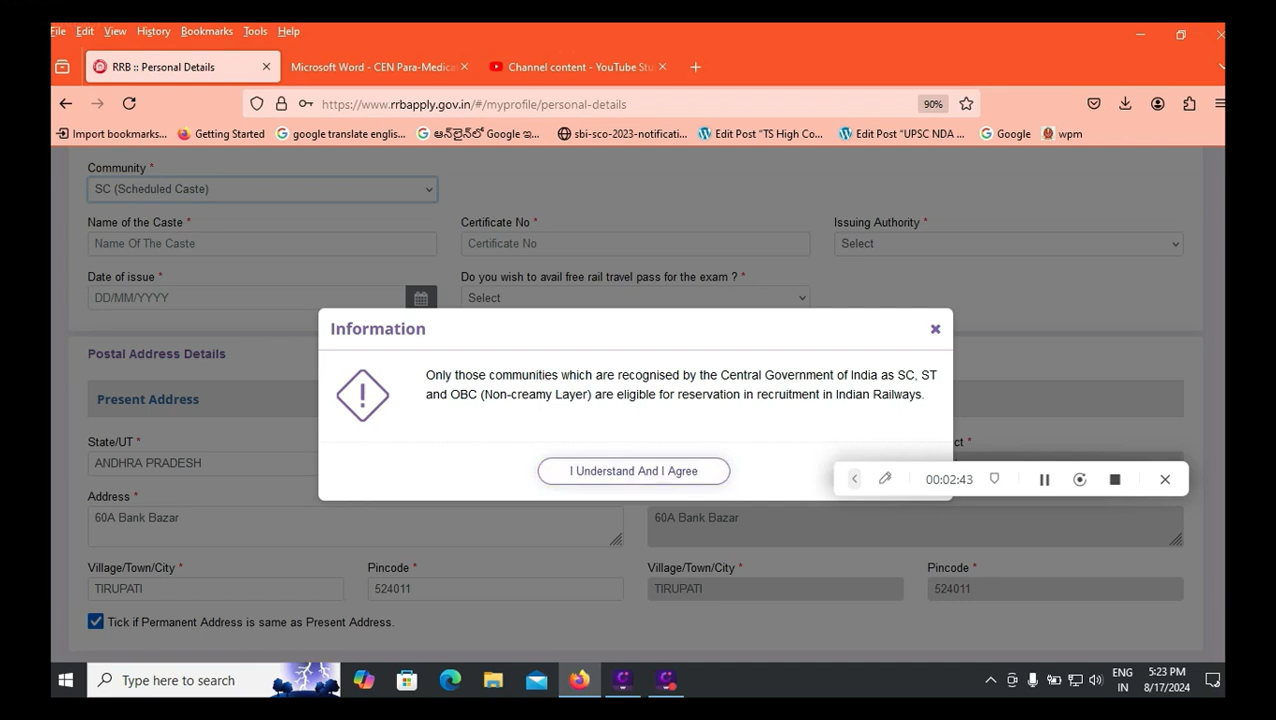 File Edit View History Bookmarks Tools Help
RRB :: Personal Details
Microsoft Word - CEN Para-Medica
Channel content - YouTube Stu
https://www.rrbapply.gov.in/#/myprofile/personal-details
90%
Import bookmarks...
Getting Started
google translate englis...
ఆన్‌లైన్‌లో Google ఇ...
sbi-sco-2023-notificati...
Edit Post "TS High Co...
Edit Post "UPSC NDA ...
Google
wpm
Community *
SC (Scheduled Caste)
Name of the Caste * Certificate No * Issuing Authority *
Name Of The Caste Certificate No Select
Date of issue * Do you wish to avail free rail travel pass for the exam ? *
DD/MM/YYYY Select
Information
Postal Address Details
Only those communities which are recognised by the Central Government of India as SC, ST
and OBC (Non-creamy Layer) are eligible for reservation in recruitment in Indian Railways.
Present Address
State/UT *
ANDHRA PRADESH
I Understand And I Agree
00:02:43
Address *
60A Bank Bazar 60A Bank Bazar
Village/Town/City * Pincode * Village/Town/City * Pincode *
TIRUPATI 524011 TIRUPATI 524011
Tick if Permanent Address is same as Present Address.
Type here to search
ENG
IN
5:23 PM
8/17/2024